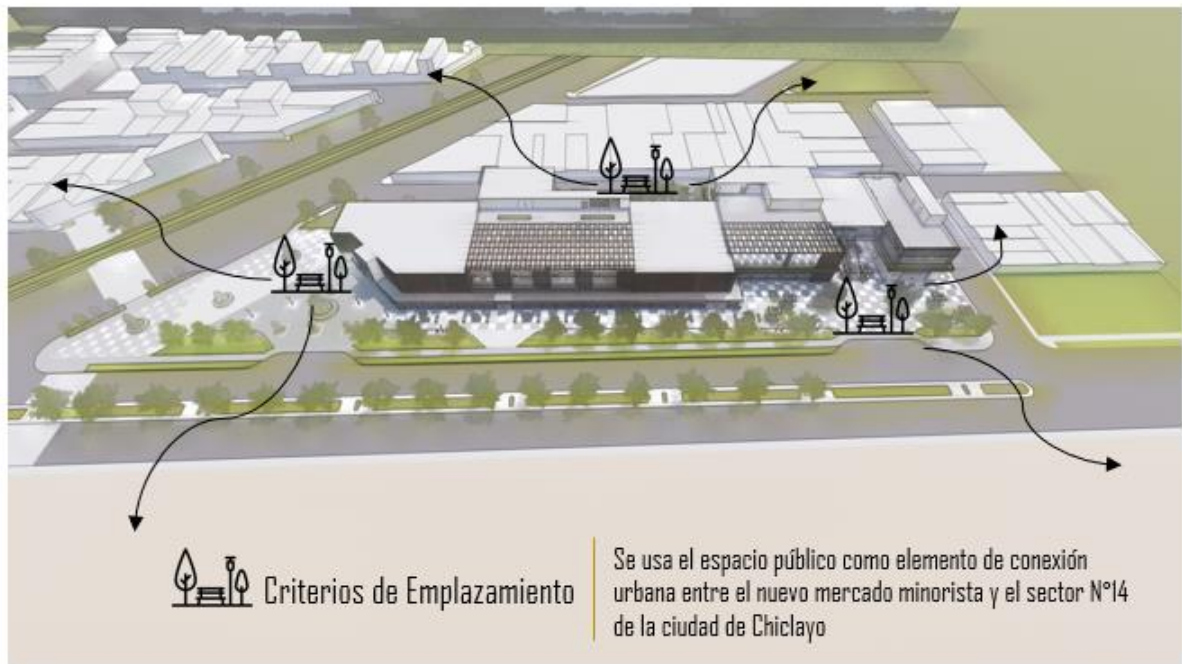 Criterios de Emplazamiento
Se usa el espacio público como elemento de conexión
urbana entre el nuevo mercado minorista y el sector N°14
de la ciudad de Chiclayo